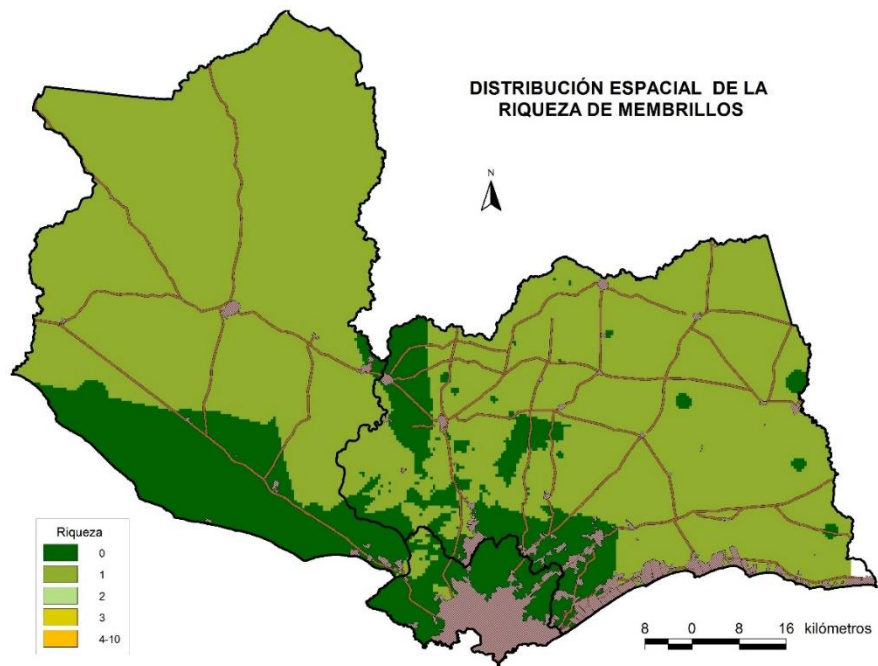 DISTRIBUCIÓN ESPACIAL DE LA
RIQUEZA DE MEMBRILLOS
N
Riqueza
0
1
2
3
4-10
8 0 8 16 kilómetros